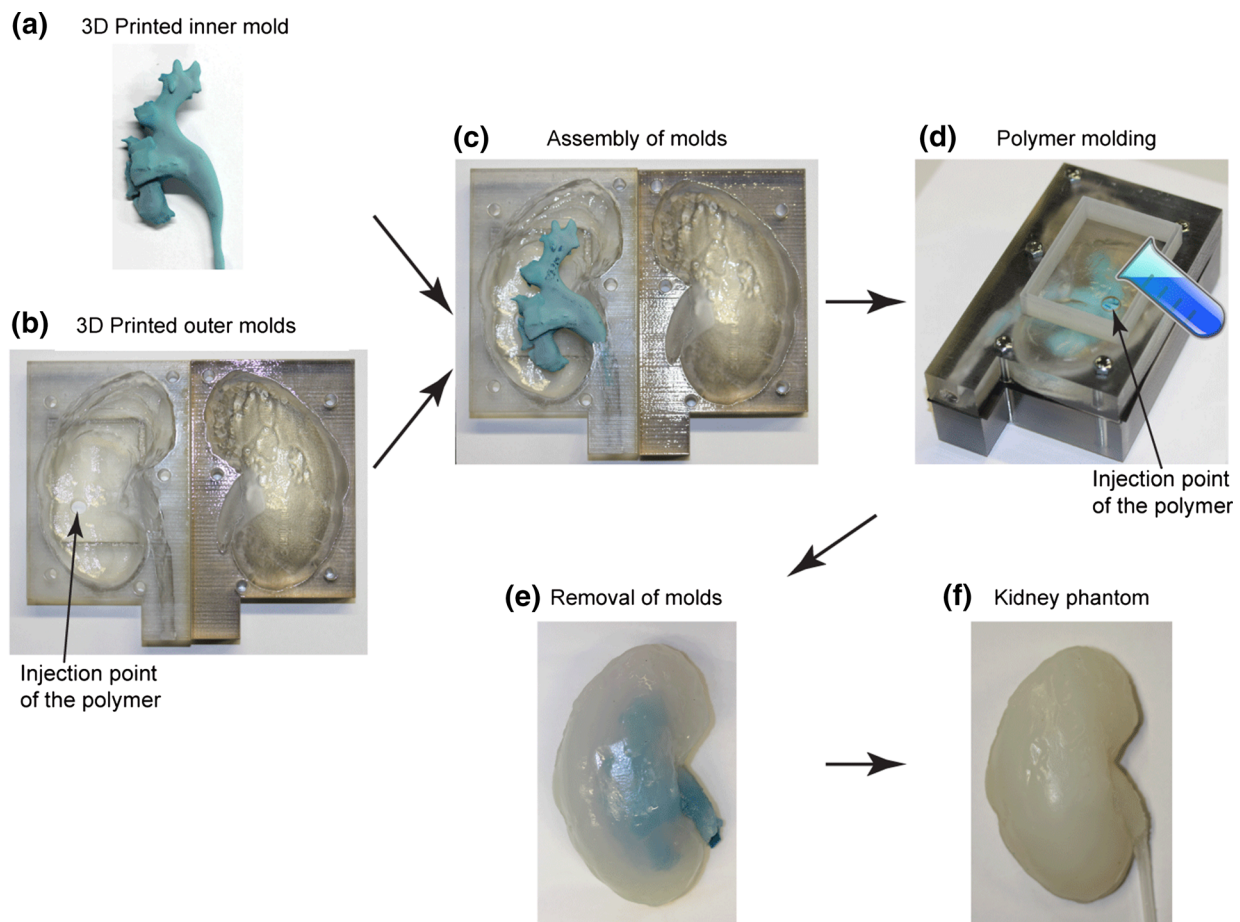 (a) 3D Printed inner mold
(b) 3D Printed outer molds
Injection point
of the polymer
(c) Assembly of molds
(d) Polymer molding
Injection point
of the polymer
(e) Removal of molds
(f) Kidney phantom